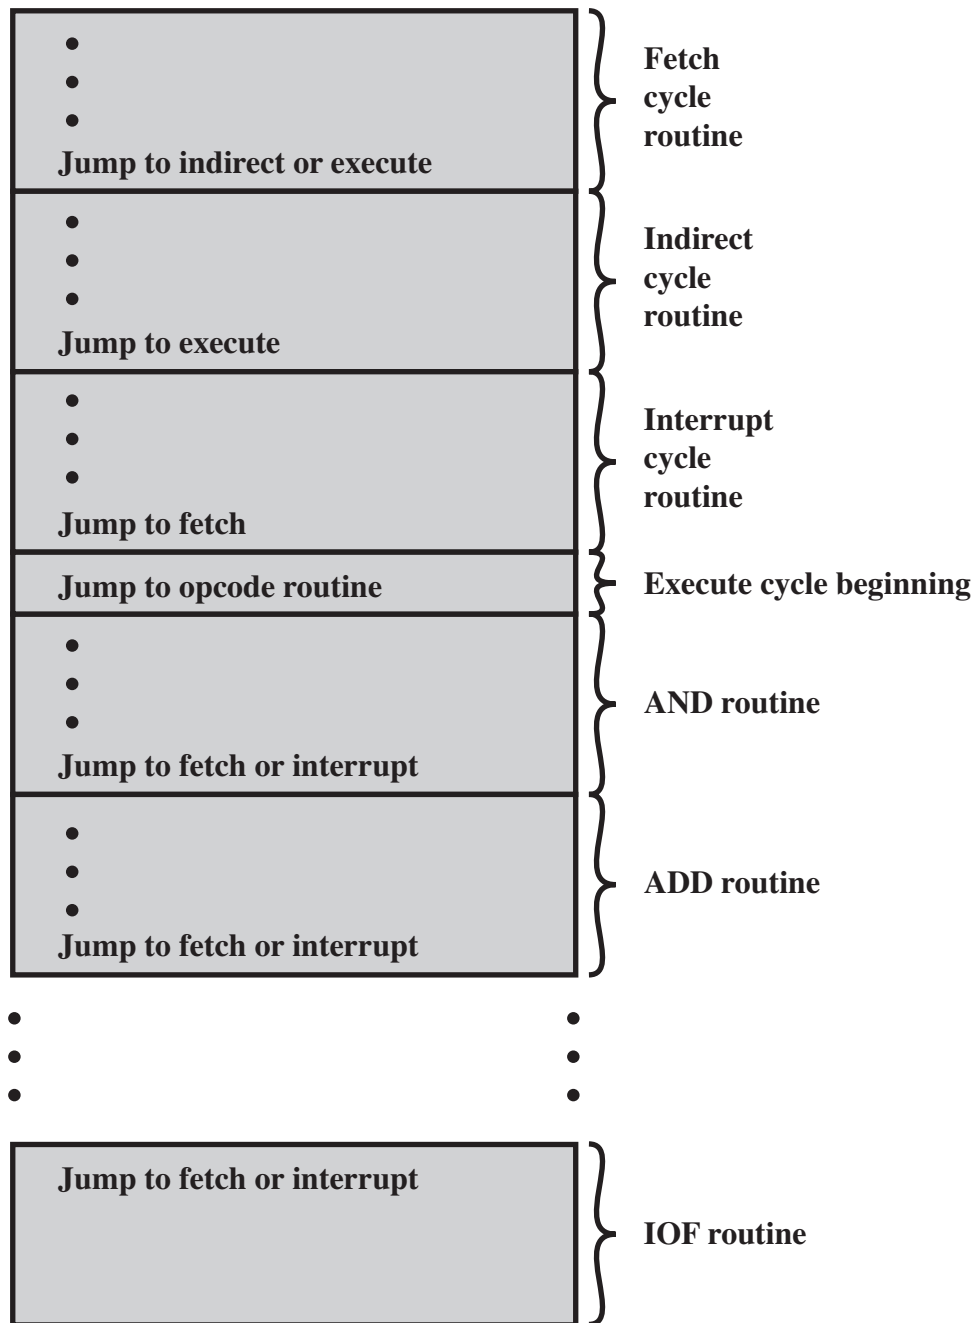 Fetch
cycle
routine
Jump to indirect or execute
Indirect
cycle
routine
Jump to execute
Interrupt
cycle
routine
Jump to fetch
Jump to opcode routine
Execute cycle beginning
AND routine
Jump to fetch or interrupt
ADD routine
Jump to fetch or interrupt
Jump to fetch or interrupt
IOF routine